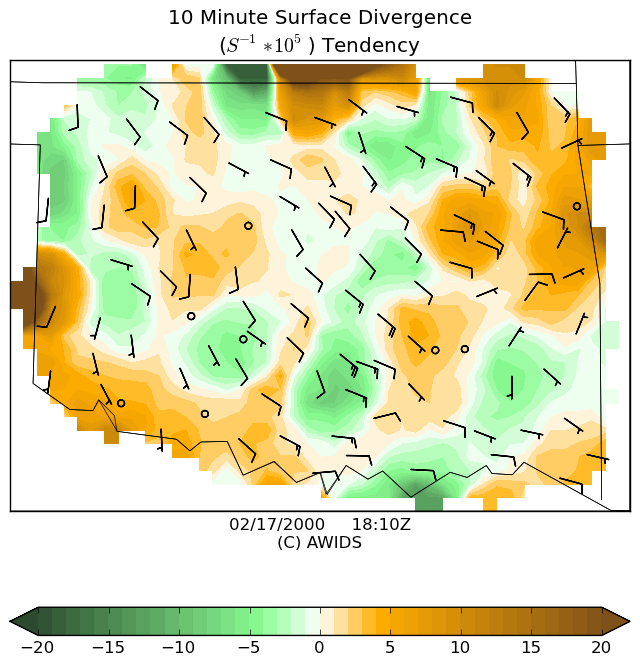 10 Minute Surface Divergence
(S⁻¹ * 10⁵ ) Tendency
02/17/2000 18:10Z
(C) AWIDS
−20 −15 −10 −5 0 5 10 15 20